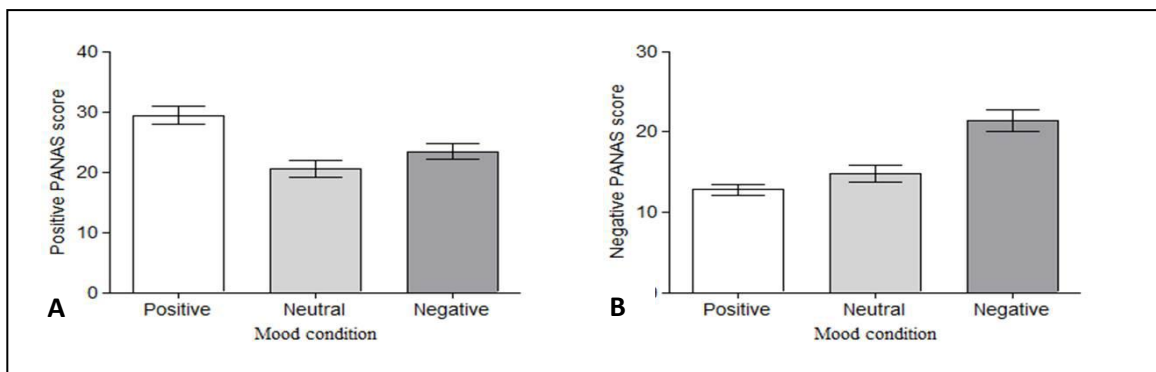 A
Positive PANAS score
40
30
20
10
0
Positive Neutral Negative
Mood condition
B
Negative PANAS score
30
20
10
Positive Neutral Negative
Mood condition